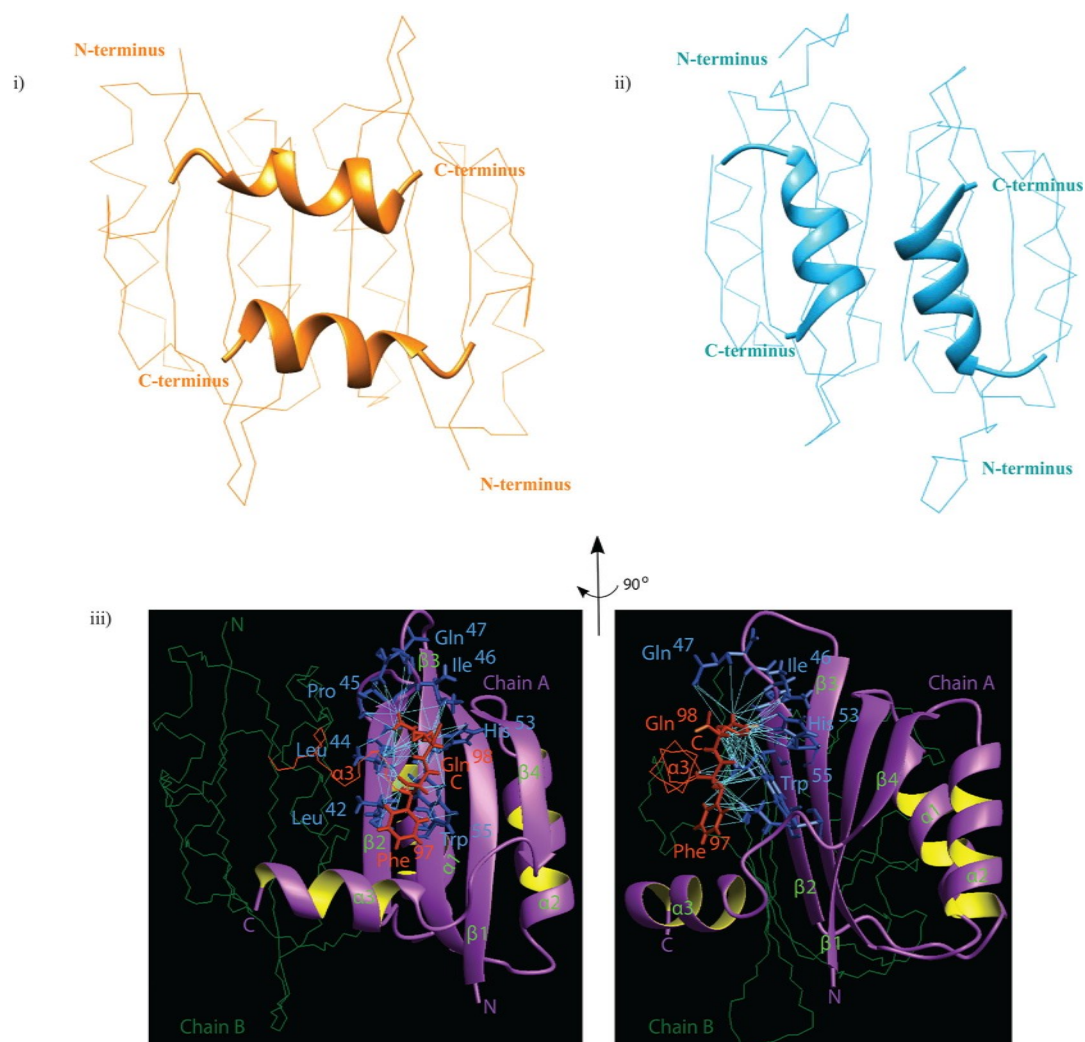 i)
N-terminus
C-terminus
C-terminus
N-terminus
ii)
N-terminus
C-terminus
C-terminus
N-terminus
90°
iii)
N
Gln 47
β3
Ile 46
Pro 45
Chain A
His 53
Leu 44
Gln 98
α3
C
β4
Leu 42
Trp 55
β2
Phe 97
α1
α3
α2
C
β1
N
Chain B
Gln 47
Ile 46
β3
Chain A
Gln 98
His 53
C
α3
Trp 55
β4
α1
Phe 97
α2
β2
α3
C
β1
N
Chain B